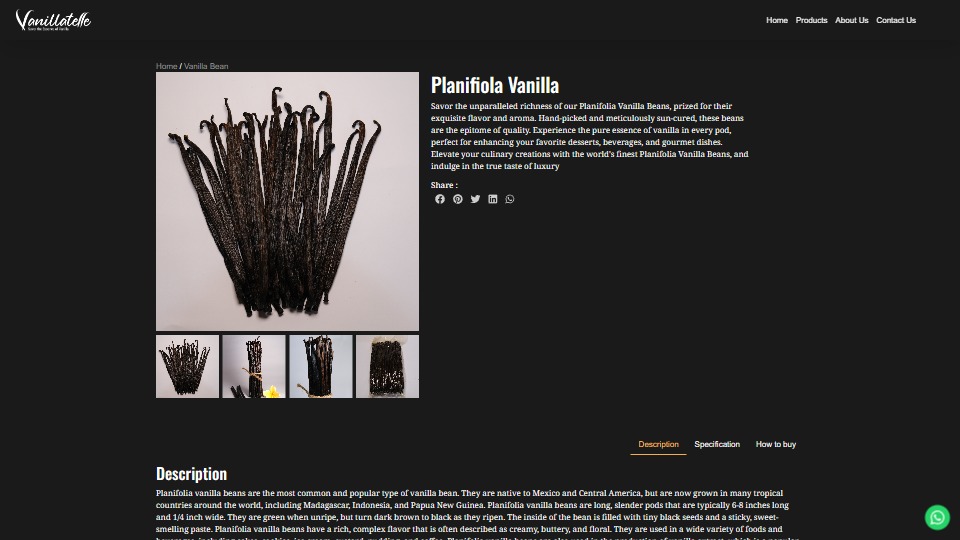 Vanillatelle
Home Products About Us Contact Us
Home / Vanilla Bean
Planifiola Vanilla
Savor the unparalleled richness of our Planifolia Vanilla Beans, prized for their
exquisite flavor and aroma. Hand-picked and meticulously sun-cured, these beans
are the epitome of quality. Experience the pure essence of vanilla in every pod,
perfect for enhancing your favorite desserts, beverages, and gourmet dishes.
Elevate your culinary creations with the world's finest Planifolia Vanilla Beans, and
indulge in the true taste of luxury
Share :
Description Specification How to buy
Description
Planifolia vanilla beans are the most common and popular type of vanilla bean. They are native to Mexico and Central America, but are now grown in many tropical
countries around the world, including Madagascar, Indonesia, and Papua New Guinea. Planifolia vanilla beans are long, slender pods that are typically 6-8 inches long
and 1/4 inch wide. They are green when unripe, but turn dark brown to black as they ripen. The inside of the bean is filled with tiny black seeds and a sticky, sweet-
smelling paste. Planifolia vanilla beans have a rich, complex flavor that is often described as creamy, buttery, and floral. They are used in a wide variety of foods and